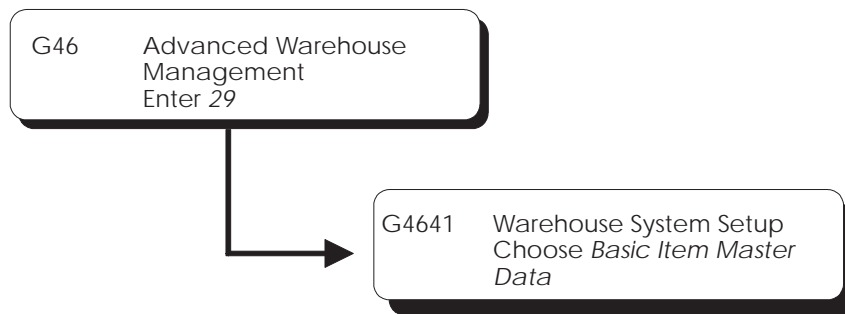 G46 Advanced Warehouse
Management
Enter 29
G4641 Warehouse System Setup
Choose Basic Item Master
Data